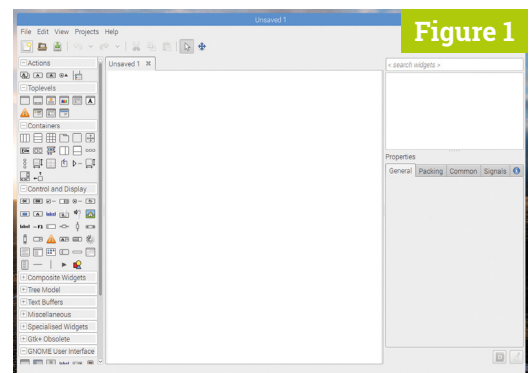 Figure 1
Unsaved 1
File Edit View Projects Help
Actions
Toplevels
Containers
Control and Display
label
label
Composite Widgets
Tree Model
Text Buffers
Miscellaneous
Specialised Widgets
Gtk+ Obsolete
GNOME User Interface
Unsaved 1
< search widgets >
Properties
General Packing Common Signals